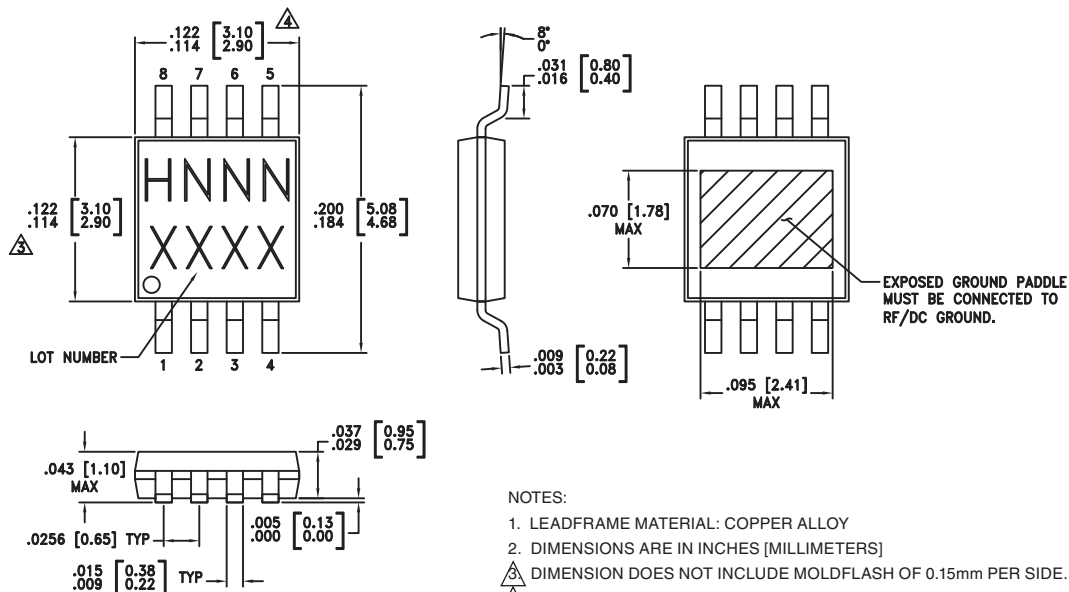 .122 [3.10]
.114 [2.90]
4
8 7 6 5
HNNN
XXXX
.122 [3.10]
.114 [2.90]
3
.200 [5.08]
.184 [4.68]
LOT NUMBER
1 2 3 4
8°
0°
.031 [0.80]
.016 [0.40]
.009 [0.22]
.003 [0.08]
.070 [1.78]
MAX
EXPOSED GROUND PADDLE
MUST BE CONNECTED TO
RF/DC GROUND.
.095 [2.41]
MAX
.043 [1.10]
MAX
.037 [0.95]
.029 [0.75]
.0256 [0.65] TYP
.005 [0.13]
.000 [0.00]
.015 [0.38]
.009 [0.22]
TYP
NOTES:
1. LEADFRAME MATERIAL: COPPER ALLOY
2. DIMENSIONS ARE IN INCHES [MILLIMETERS]
3. DIMENSION DOES NOT INCLUDE MOLDFLASH OF 0.15mm PER SIDE.